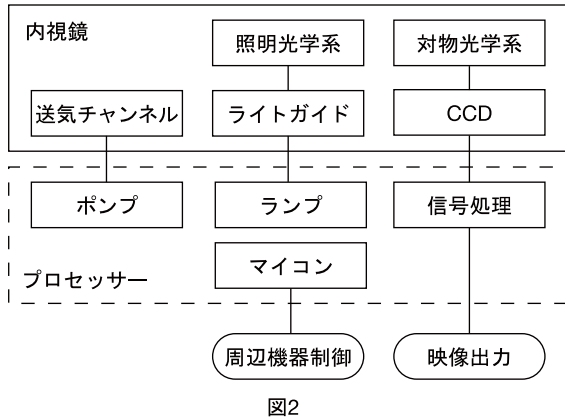 内視鏡
照明光学系
対物光学系
送気チャンネル
ライトガイド
CCD
ポンプ
ランプ
信号処理
マイコン
プロセッサー
周辺機器制御
映像出力
図2